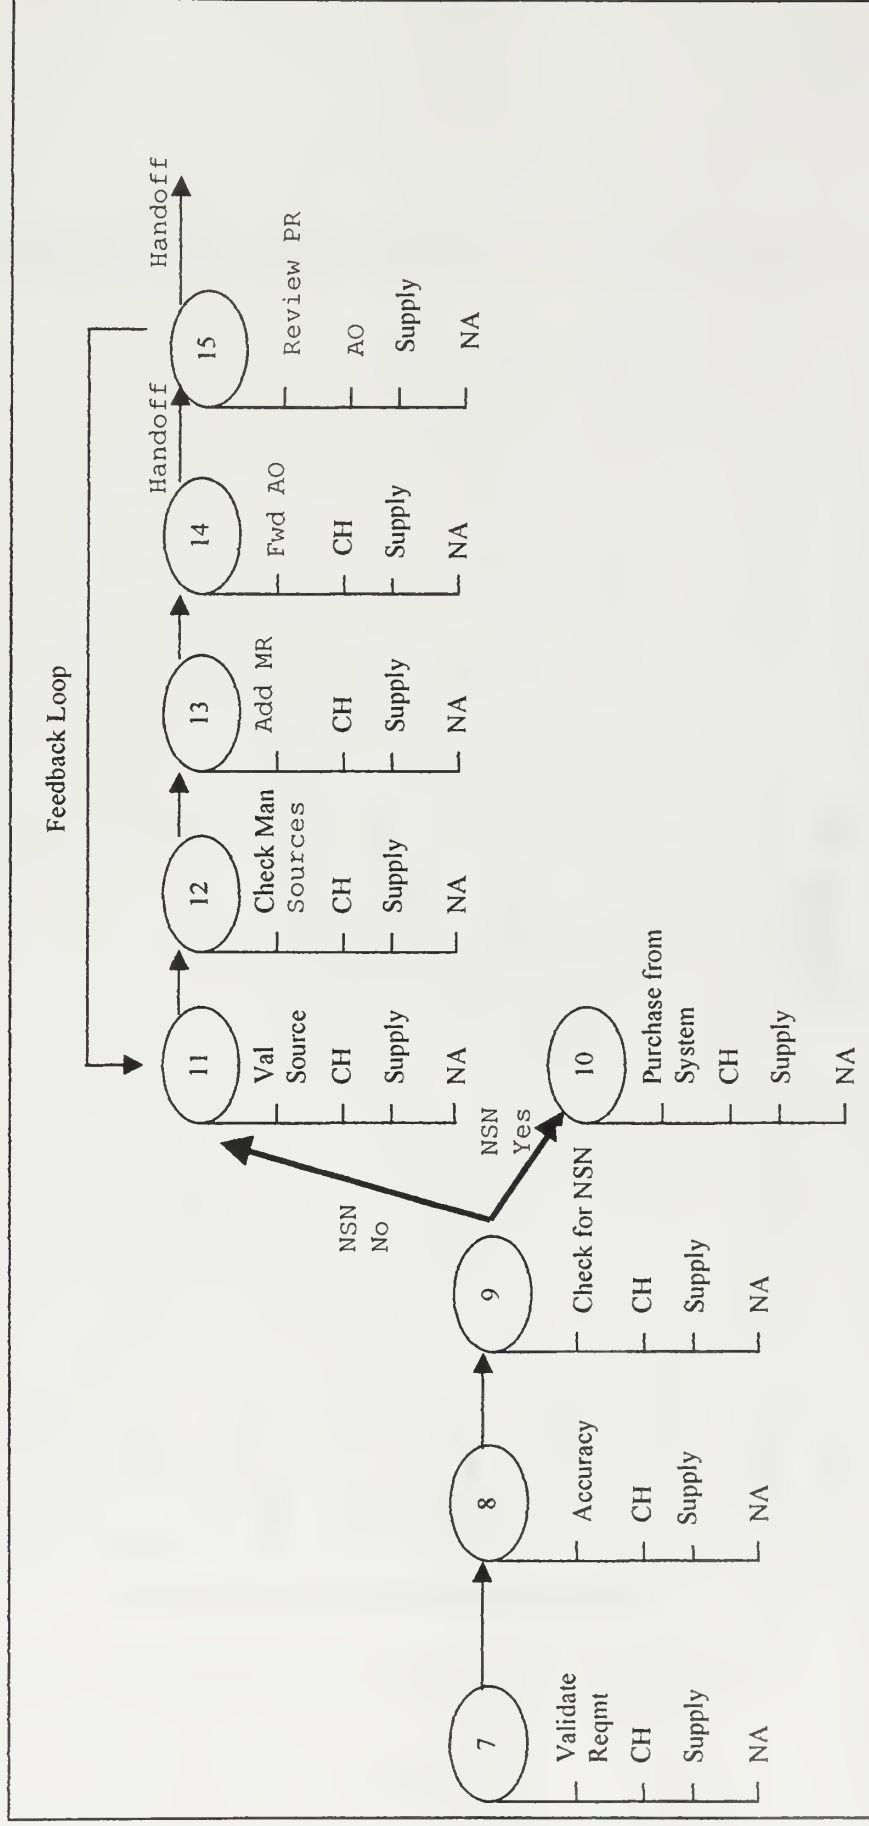 Feedback Loop
Handoff
Handoff
11
Val
Source
CH
Supply
NA
12
Check Man
Sources
CH
Supply
NA
13
Add MR
CH
Supply
NA
14
Fwd AO
CH
Supply
NA
15
Review PR
AO
Supply
NA
NSN
No
NSN
Yes
7
Validate
Reqmt
CH
Supply
NA
8
Accuracy
CH
Supply
NA
9
Check for NSN
CH
Supply
NA
10
Purchase from
System
CH
Supply
NA